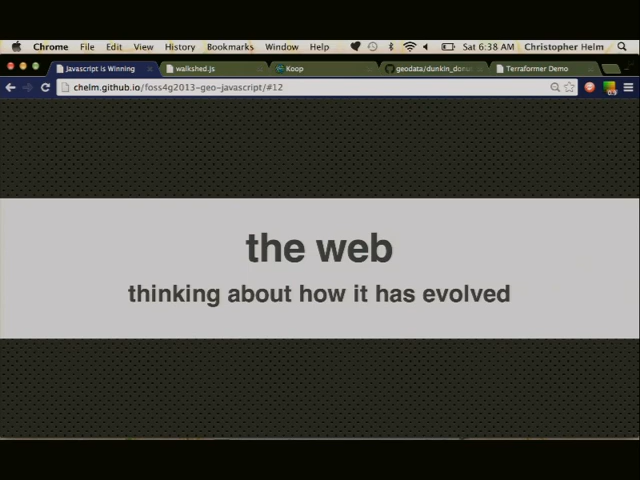 Chrome File Edit View History Bookmarks Window Help Sat 6:38 AM Christopher Helm
Javascript is Winning walkshed.js Koop geodata/dunkin_don Terraformer Demo
chelm.github.io/foss4g2013-geo-javascript/#12
the web
thinking about how it has evolved